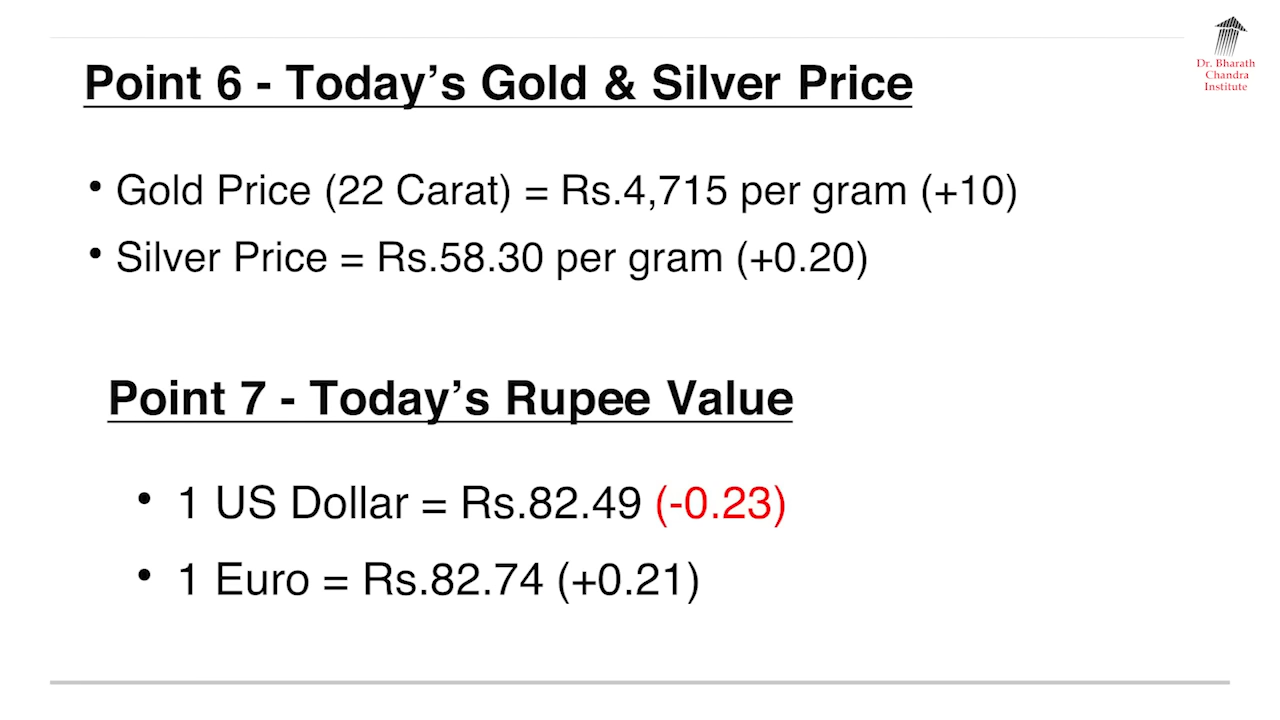 Dr. Bharath
Chandra
Institute
Point 6 - Today’s Gold & Silver Price
• Gold Price (22 Carat) = Rs.4,715 per gram (+10)
• Silver Price = Rs.58.30 per gram (+0.20)
Point 7 - Today’s Rupee Value
• 1 US Dollar = Rs.82.49 (-0.23)
• 1 Euro = Rs.82.74 (+0.21)